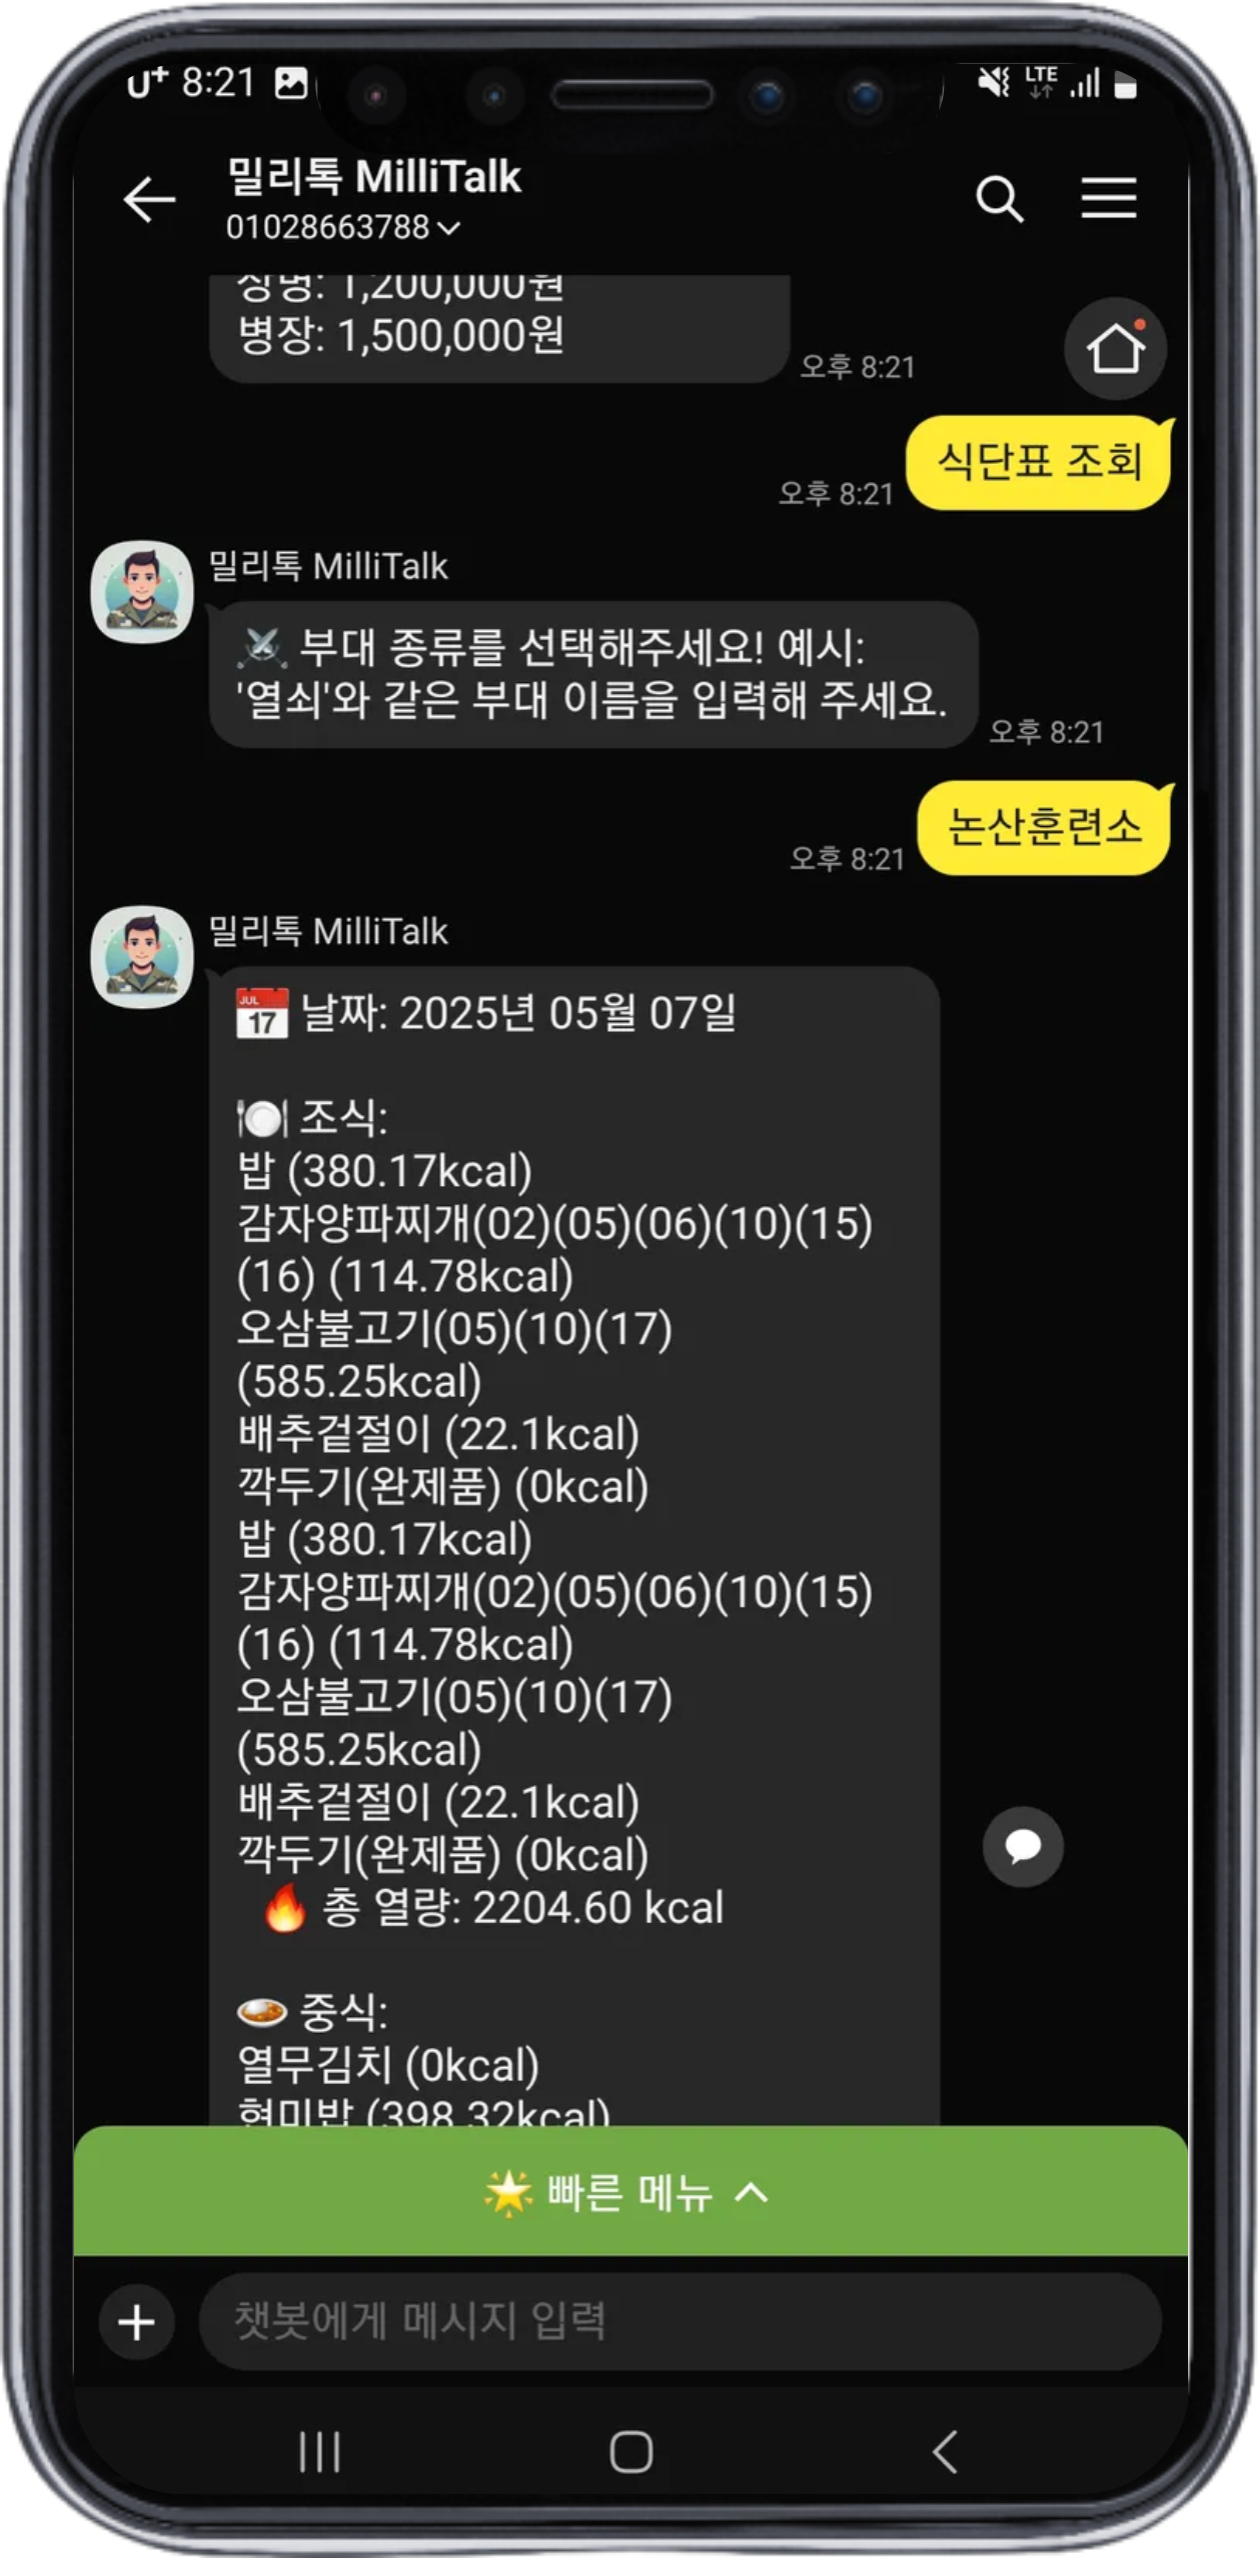 U+ 8:21 LTE
밀리톡 MilliTalk
01028663788
상병: 1,200,000원
병장: 1,500,000원
오후 8:21
식단표 조회
오후 8:21
밀리톡 MilliTalk
⚔️ 부대 종류를 선택해주세요! 예시:
'열쇠'와 같은 부대 이름을 입력해 주세요.
오후 8:21
논산훈련소
오후 8:21
밀리톡 MilliTalk
📅 날짜: 2025년 05월 07일
🍽️ 조식:
밥 (380.17kcal)
감자양파찌개(02)(05)(06)(10)(15)
(16) (114.78kcal)
오삼불고기(05)(10)(17)
(585.25kcal)
배추겉절이 (22.1kcal)
깍두기(완제품) (0kcal)
밥 (380.17kcal)
감자양파찌개(02)(05)(06)(10)(15)
(16) (114.78kcal)
오삼불고기(05)(10)(17)
(585.25kcal)
배추겉절이 (22.1kcal)
깍두기(완제품) (0kcal)
🔥 총 열량: 2204.60 kcal
🍛 중식:
열무김치 (0kcal)
현미밥 (398.32kcal)
🌟 빠른 메뉴
챗봇에게 메시지 입력